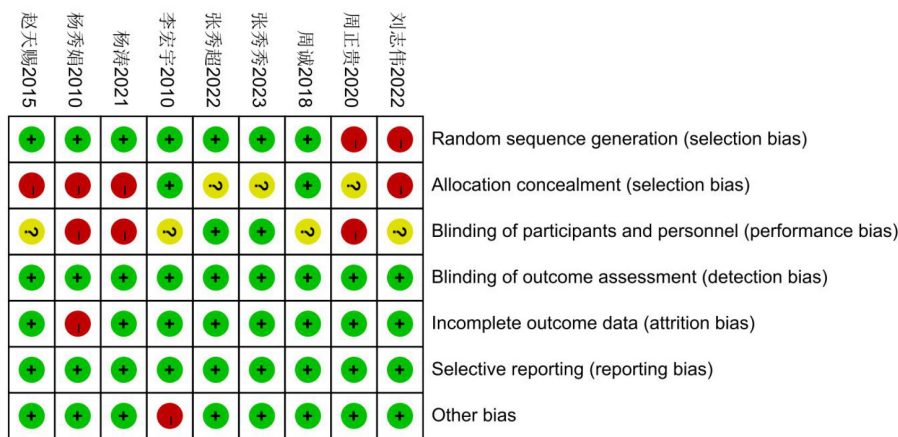 赵天赐2015
杨秀娟2010
杨涛2021
李宏宇2010
张秀超2022
张秀秀2023
周诚2018
周正贵2020
刘志伟2022
+ + + + + + + - - Random sequence generation (selection bias)
- - - + ? ? + ? - Allocation concealment (selection bias)
? - - ? + + ? - ? Blinding of participants and personnel (performance bias)
+ + + + + + + + + Blinding of outcome assessment (detection bias)
+ - + + + + + + + Incomplete outcome data (attrition bias)
+ + + + + + + + + Selective reporting (reporting bias)
+ + + - + + + + + Other bias